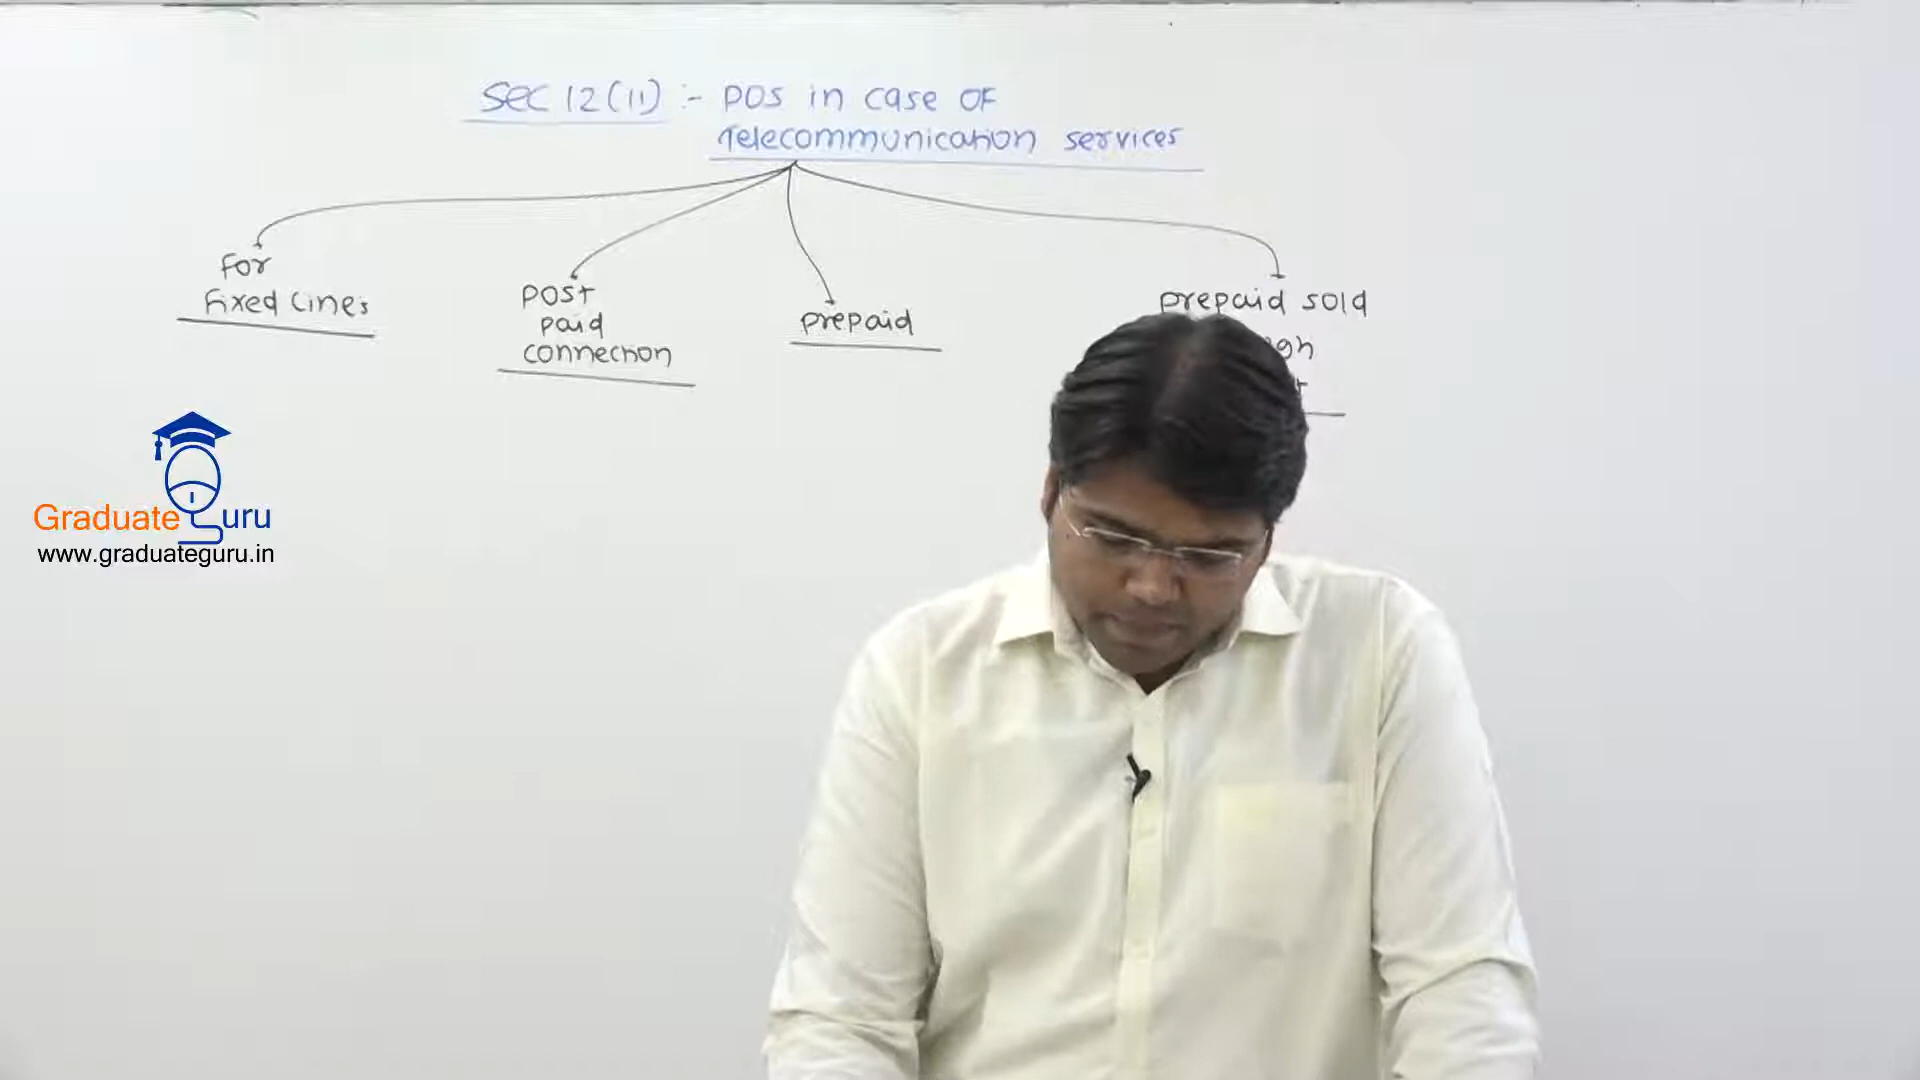 Sec 12(11) :- POS in case of
Telecommunication services
For
Fixed Lines
Post
paid
connection
prepaid
prepaid sold
Graduate Guru
www.graduateguru.in